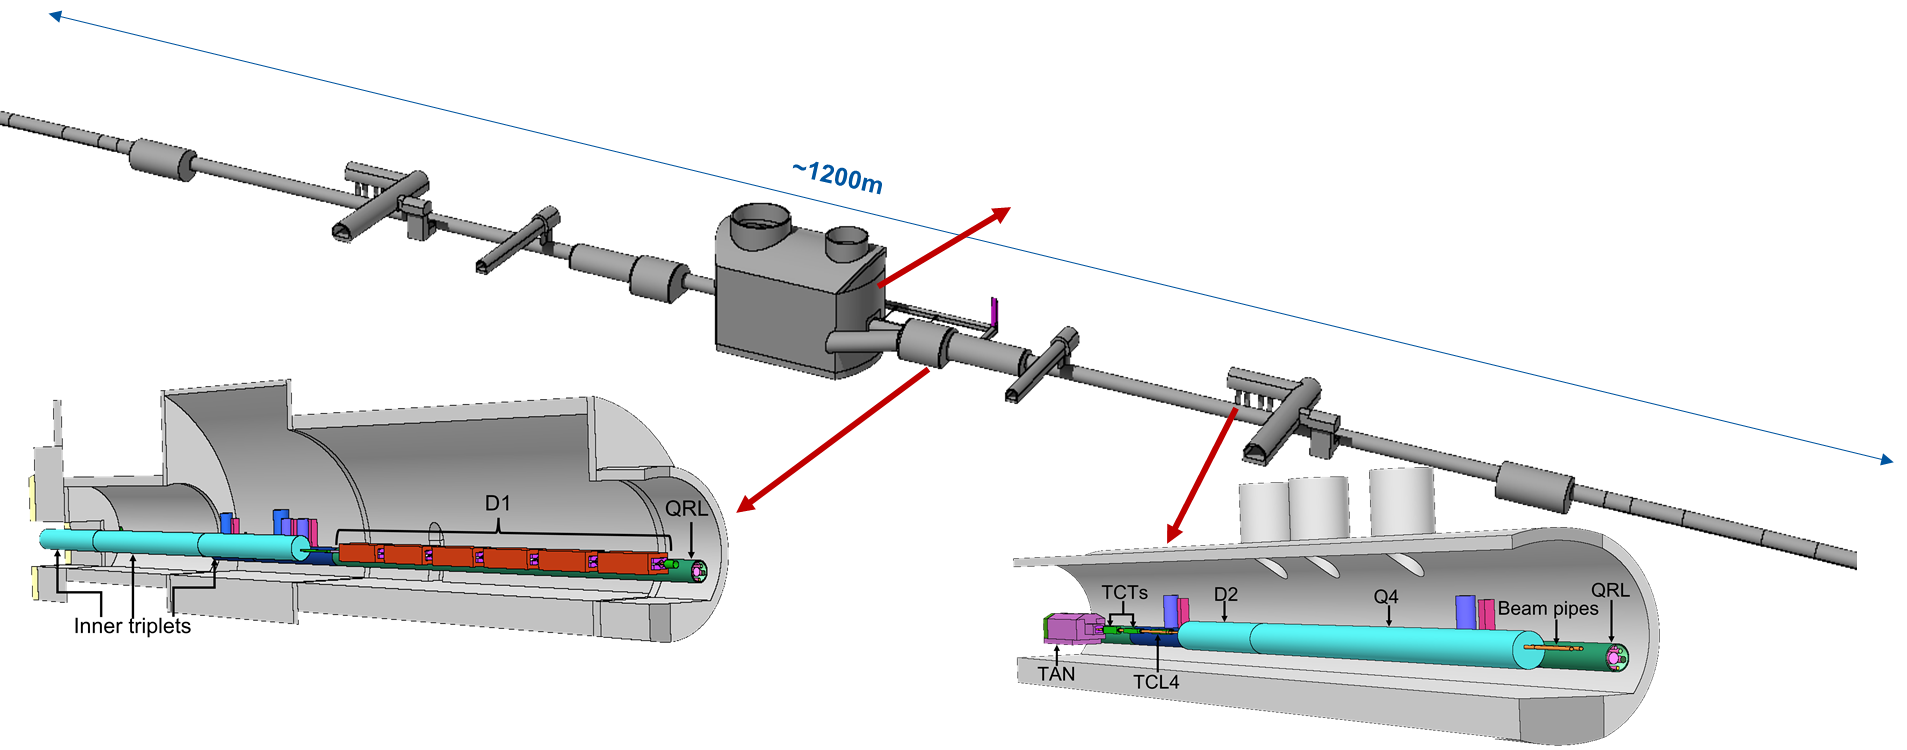 ~1200m
D1
QRL
Inner triplets
TCTs
D2
Q4
Beam pipes
QRL
TAN
TCL4